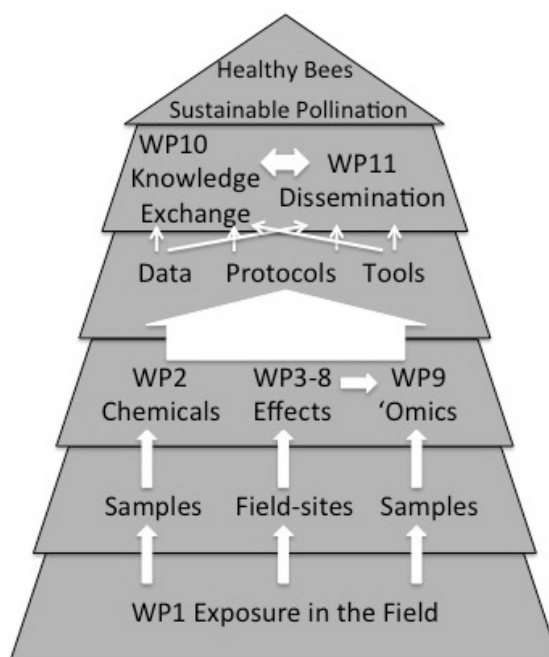 Healthy Bees
Sustainable Pollination
WP10
Knowledge
Exchange
WP11
Dissemination
Data Protocols Tools
WP2
Chemicals
WP3-8
Effects
WP9
‘Omics
Samples Field-sites Samples
WP1 Exposure in the Field